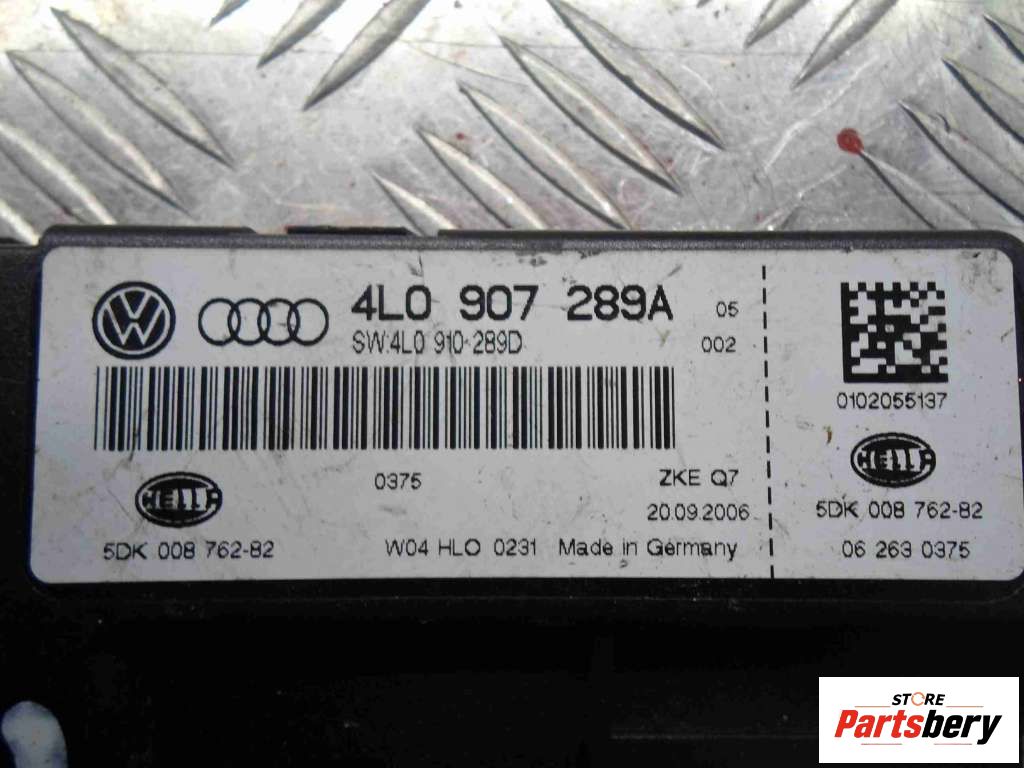 4L0 907 289A 05
SW:4L0 910 289D 002
0102055137
0375 ZKE Q7
HELLA
20.09.2006
HELLA
5DK 008 762-82
5DK 008 762-82
W04 HLO 0231 Made in Germany
06 263 0375
STORE
Partsbery